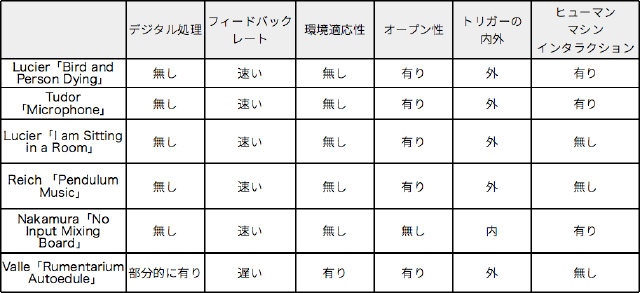 デジタル処理
フィードバック
レート
環境適応性
オープン性
トリガーの
内外
ヒューマン
マシン
インタラクション
Lucier「Bird and
Person Dying」
無し
速い
無し
有り
外
有り
Tudor
「Microphone」
無し
速い
無し
有り
外
有り
Lucier「I am Sitting
in a Room」
無し
速い
無し
有り
外
無し
Reich 「Pendulum
Music」
無し
速い
無し
有り
外
無し
Nakamura「No
Input Mixing
Board」
無し
速い
無し
無し
内
有り
Valle「Rumentarium
Autoedule」
部分的に有り
遅い
有り
有り
外
無し